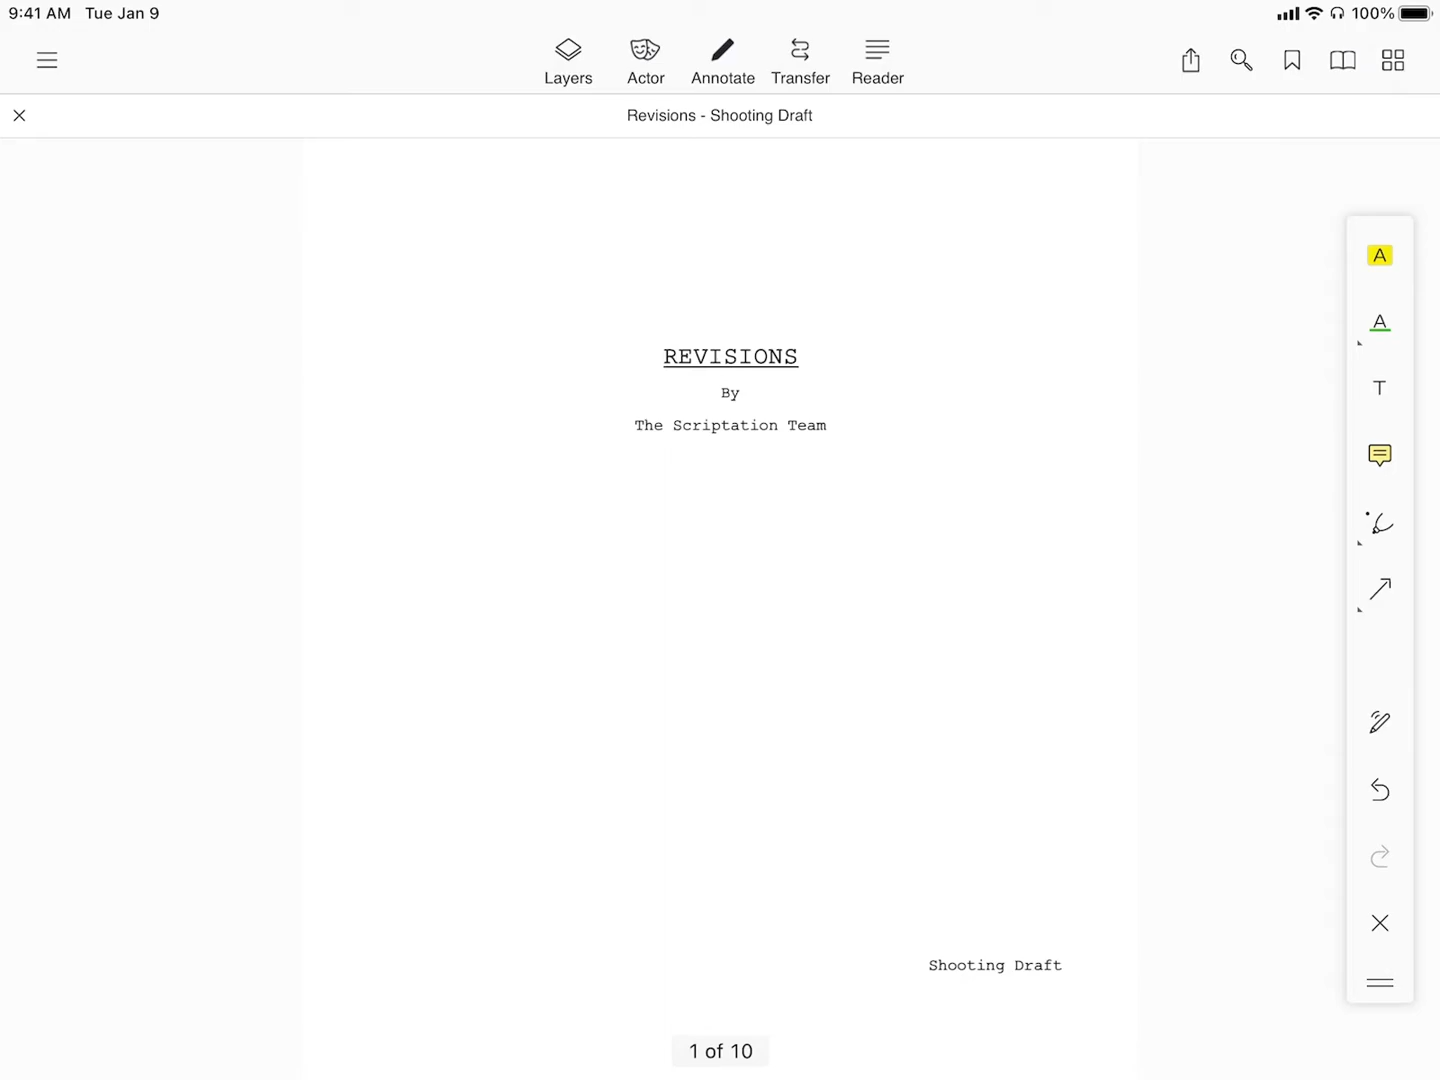 9:41 AM Tue Jan 9
100%
Layers
Actor
Annotate
Transfer
Reader
Revisions - Shooting Draft
A
A
T
REVISIONS
By
The Scriptation Team
Shooting Draft
1 of 10